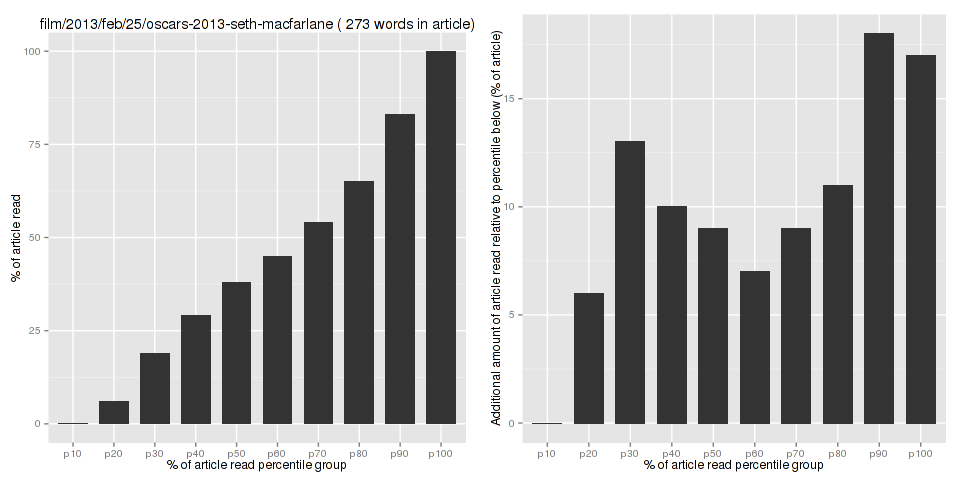 film/2013/feb/25/oscars-2013-seth-macfarlane ( 273 words in article)
% of article read
100
75
50
25
0
p10 p20 p30 p40 p50 p60 p70 p80 p90 p100
% of article read percentile group
Additional amount of article read relative to percentile below (% of article)
15
10
5
0
p10 p20 p30 p40 p50 p60 p70 p80 p90 p100
% of article read percentile group